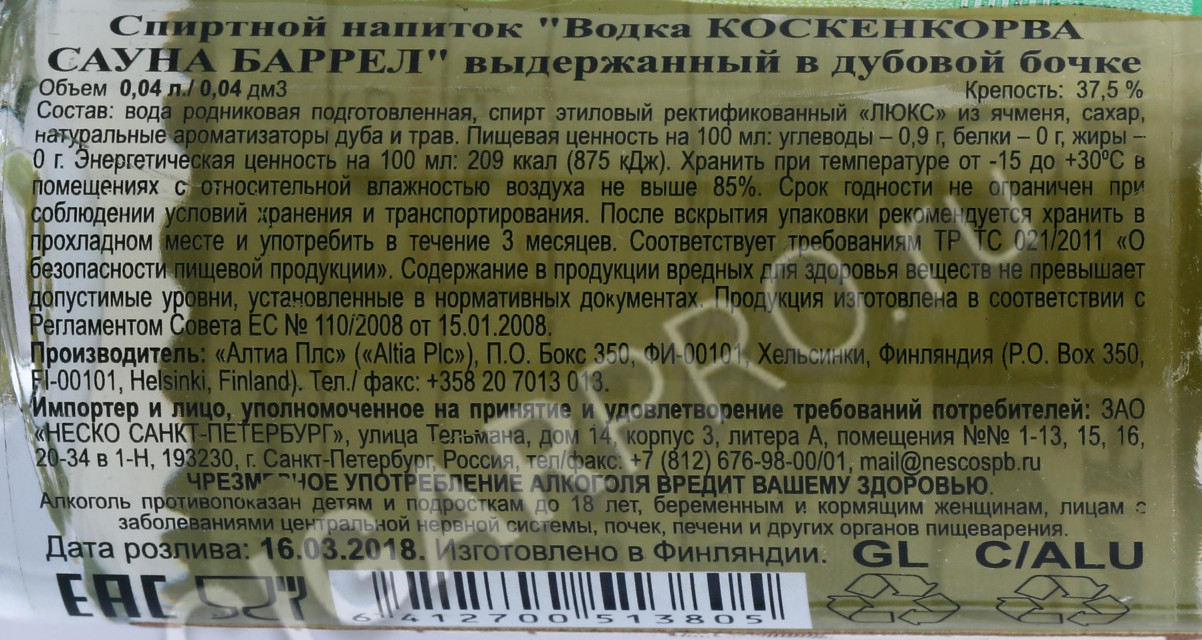 Спиртной напиток "Водка КОСКЕНКОРВА
САУНА БАРРЕЛ" выдержанный в дубовой бочке
Объем 0,04 л./ 0,04 дм3 Крепость: 37,5 %
Состав: вода родниковая подготовленная, спирт этиловый ректификованный «ЛЮКС» из ячменя, сахар,
натуральные ароматизаторы дуба и трав. Пищевая ценность на 100 мл: углеводы – 0,9 г, белки – 0 г, жиры –
0 г. Энергетическая ценность на 100 мл: 209 ккал (875 кДж). Хранить при температуре от -15 до +30ºС в
помещениях с относительной влажностью воздуха не выше 85%. Срок годности не ограничен при
соблюдении условий хранения и транспортирования. После вскрытия упаковки рекомендуется хранить в
прохладном месте и употребить в течение 3 месяцев. Соответствует требованиям ТР ТС 021/2011 «О
безопасности пищевой продукции». Содержание в продукции вредных для здоровья веществ не превышает
допустимые уровни, установленные в нормативных документах. Продукция изготовлена в соответствии с
Регламентом Совета ЕС № 110/2008 от 15.01.2008.
Производитель: «Алтиа Плс» («Altia Plc»), П.О. Бокс 350, ФИ-00101, Хельсинки, Финляндия (P.O. Box 350,
FI-00101, Helsinki, Finland). Тел./ факс: +358 20 7013 013.
Импортер и лицо, уполномоченное на принятие и удовлетворение требований потребителей: ЗАО
«НЕСКО САНКТ-ПЕТЕРБУРГ», улица Тельмана, дом 14, корпус 3, литера А, помещения №№ 1-13, 15, 16,
20-34 в 1-Н, 193230, г. Санкт-Петербург, Россия, тел/факс: +7 (812) 676-98-00/01, mail@nescospb.ru
ЧРЕЗМЕРНОЕ УПОТРЕБЛЕНИЕ АЛКОГОЛЯ ВРЕДИТ ВАШЕМУ ЗДОРОВЬЮ.
Алкоголь противопоказан детям и подросткам до 18 лет, беременным и кормящим женщинам, лицам с
заболеваниями центральной нервной системы, почек, печени и других органов пищеварения.
Дата розлива: 16.03.2018. Изготовлено в Финляндии. GL C/ALU
EAC
6 412700 513805
CIGARPRO.ru